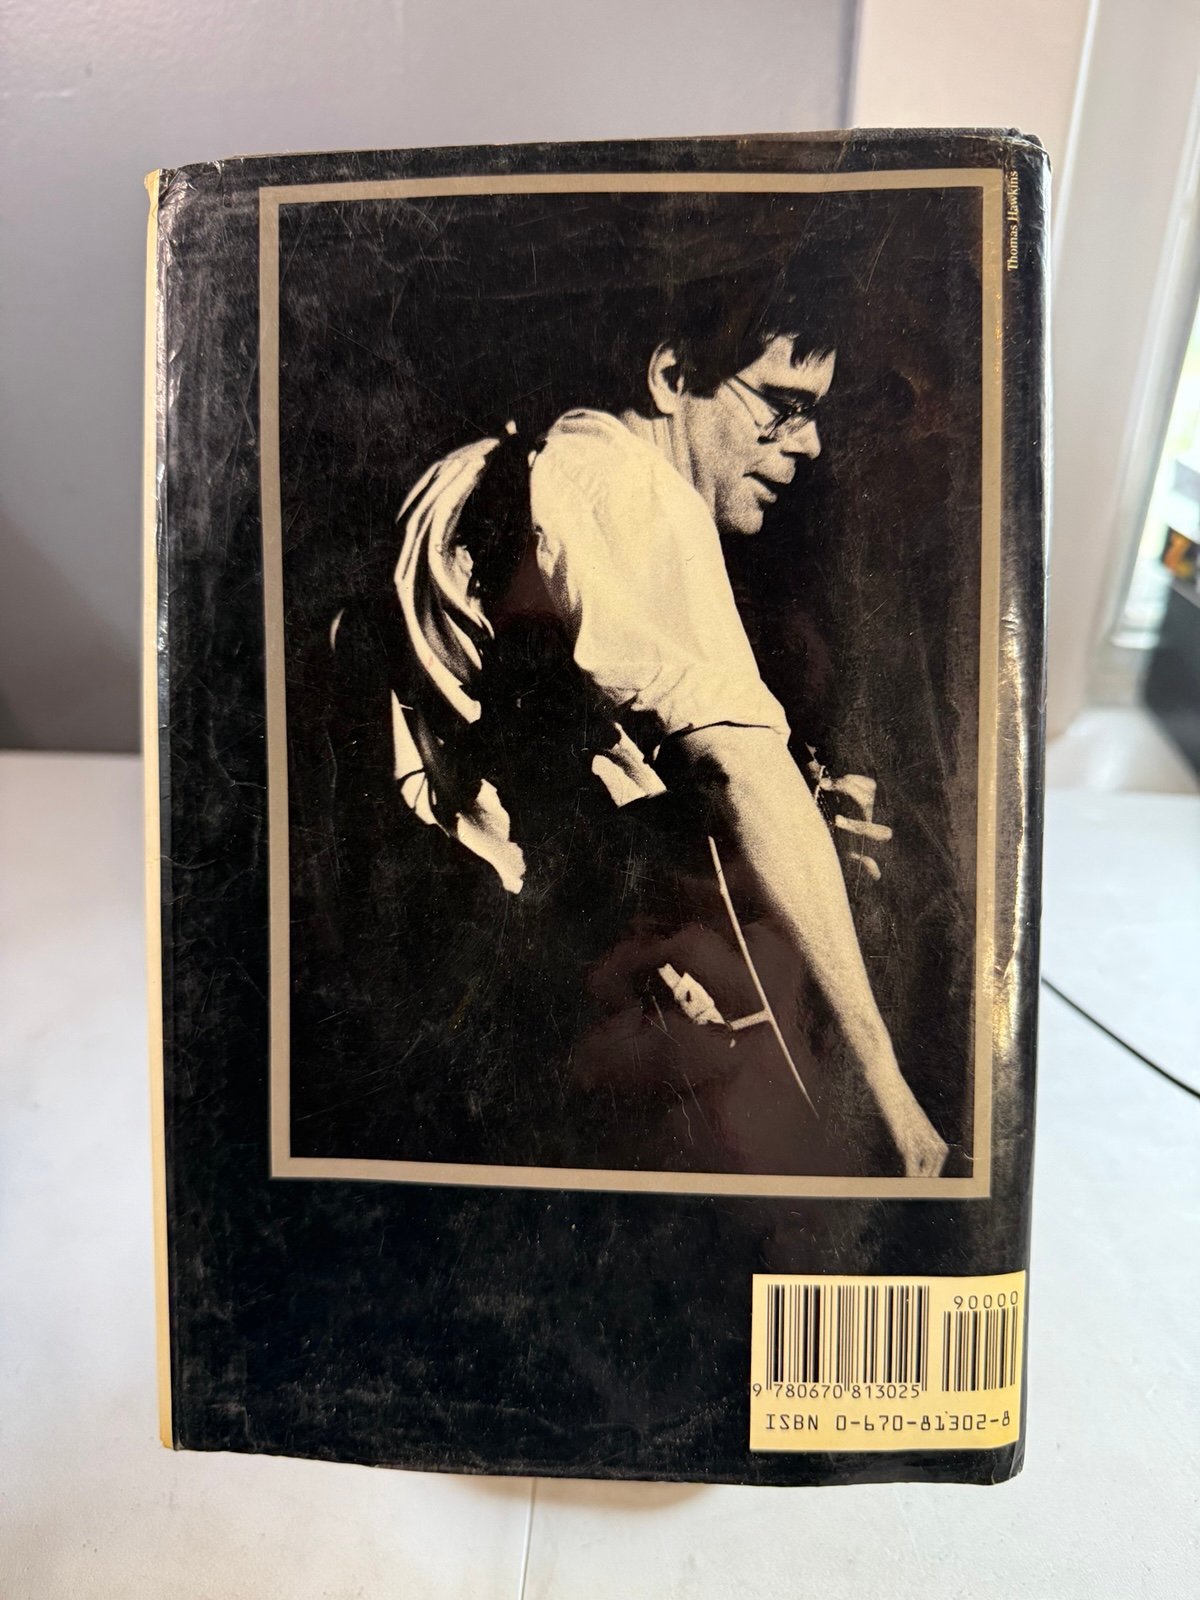 Thomas Hawkins
90000
9 780670 813025
ISBN 0-670-81302-8